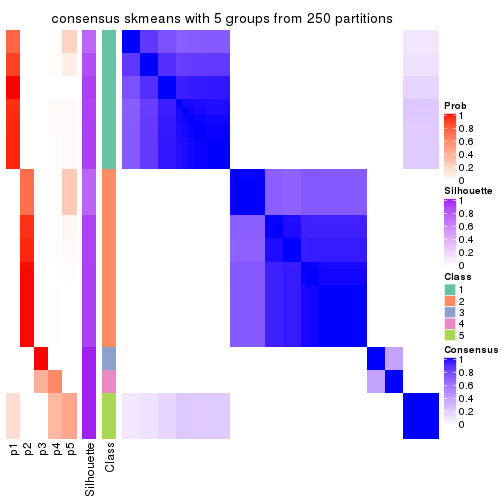 consensus skmeans with 5 groups from 250 partitions
Prob
1
0.8
0.6
0.4
0.2
0
Silhouette
1
0.8
0.6
0.4
0.2
0
Class
1
2
3
4
5
Consensus
1
0.8
0.6
0.4
0.2
0
p1
p2
p3
p4
p5
Silhouette
Class